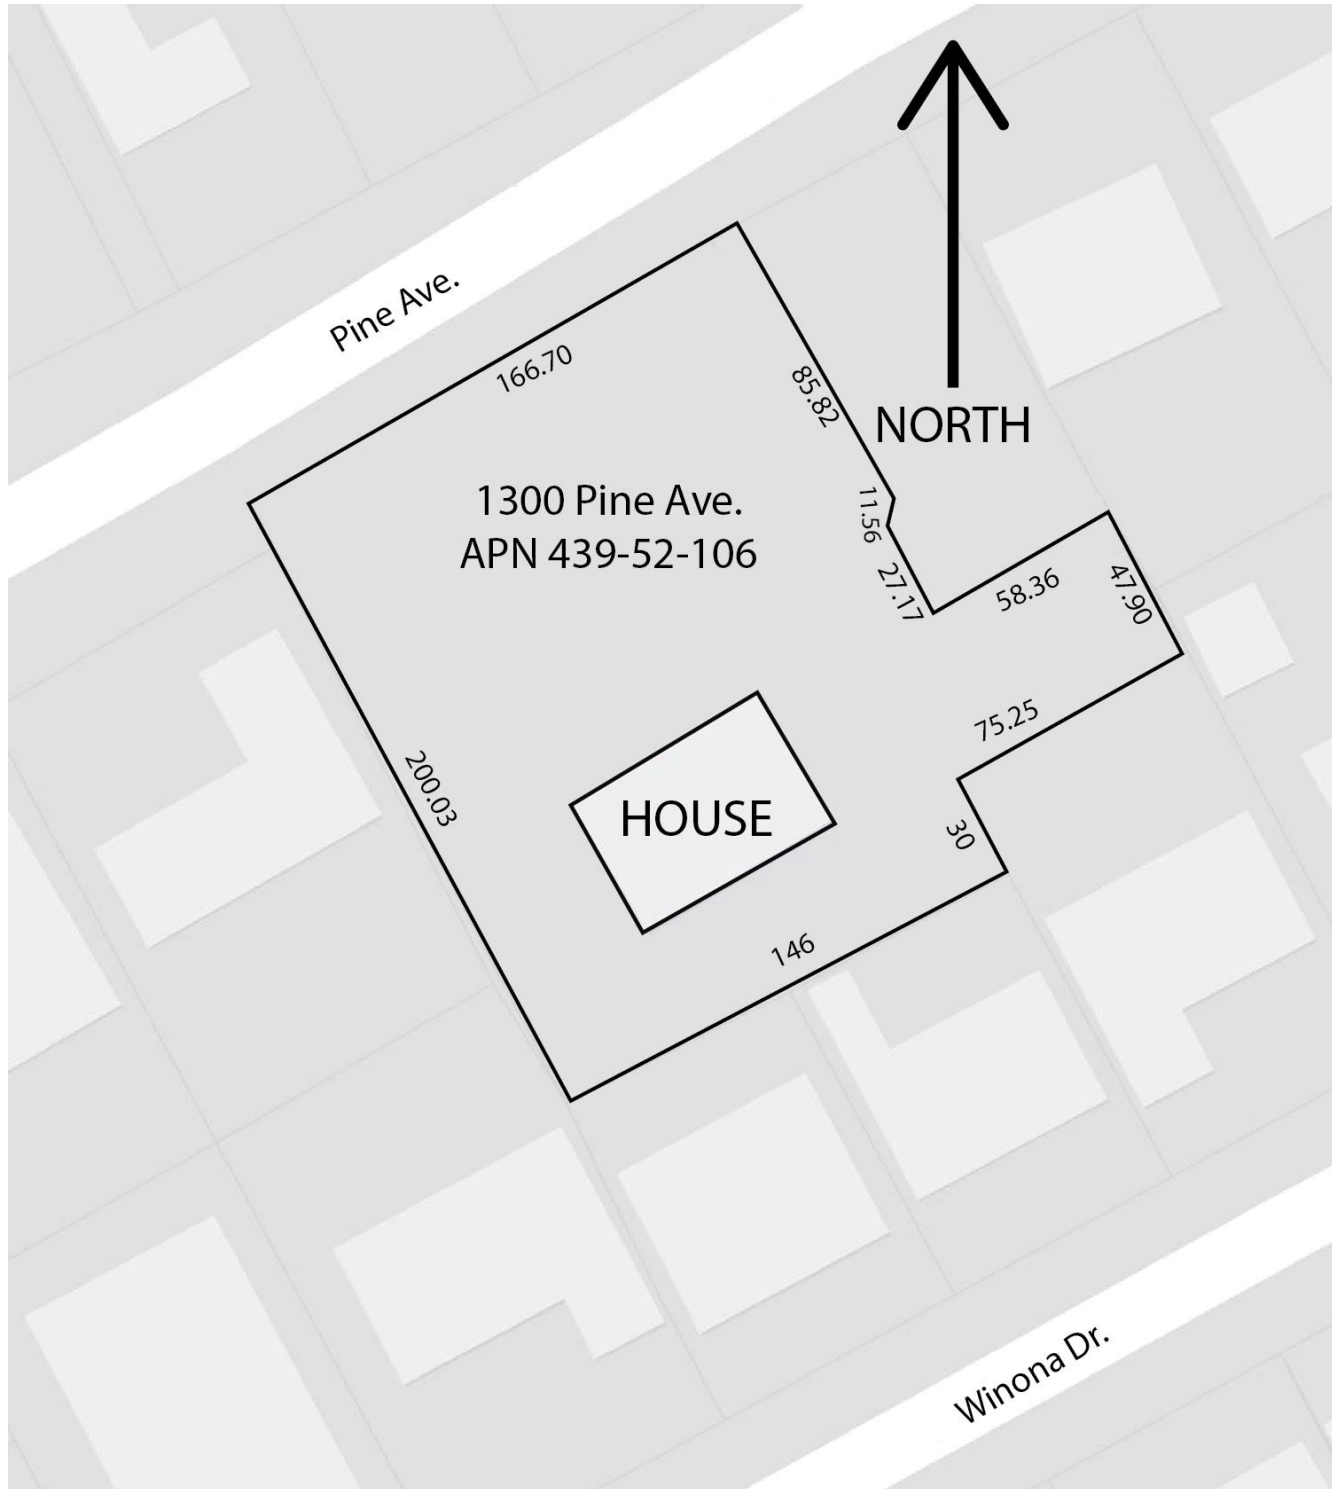 Pine Ave.
166.70
85.82
NORTH
1300 Pine Ave.
APN 439-52-106
11.56
27.17
58.36
47.90
75.25
200.03
HOUSE
30
146
Winona Dr.